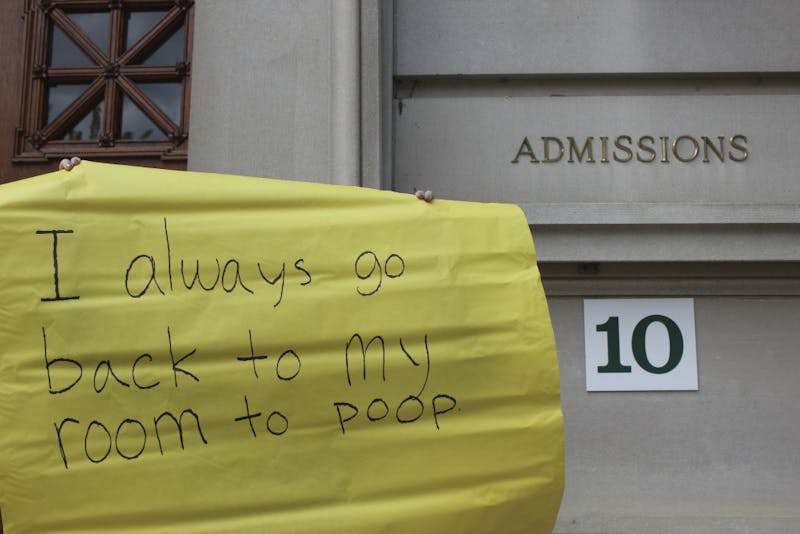 ADMISSIONS
10
I always go
back to my
room to poop.